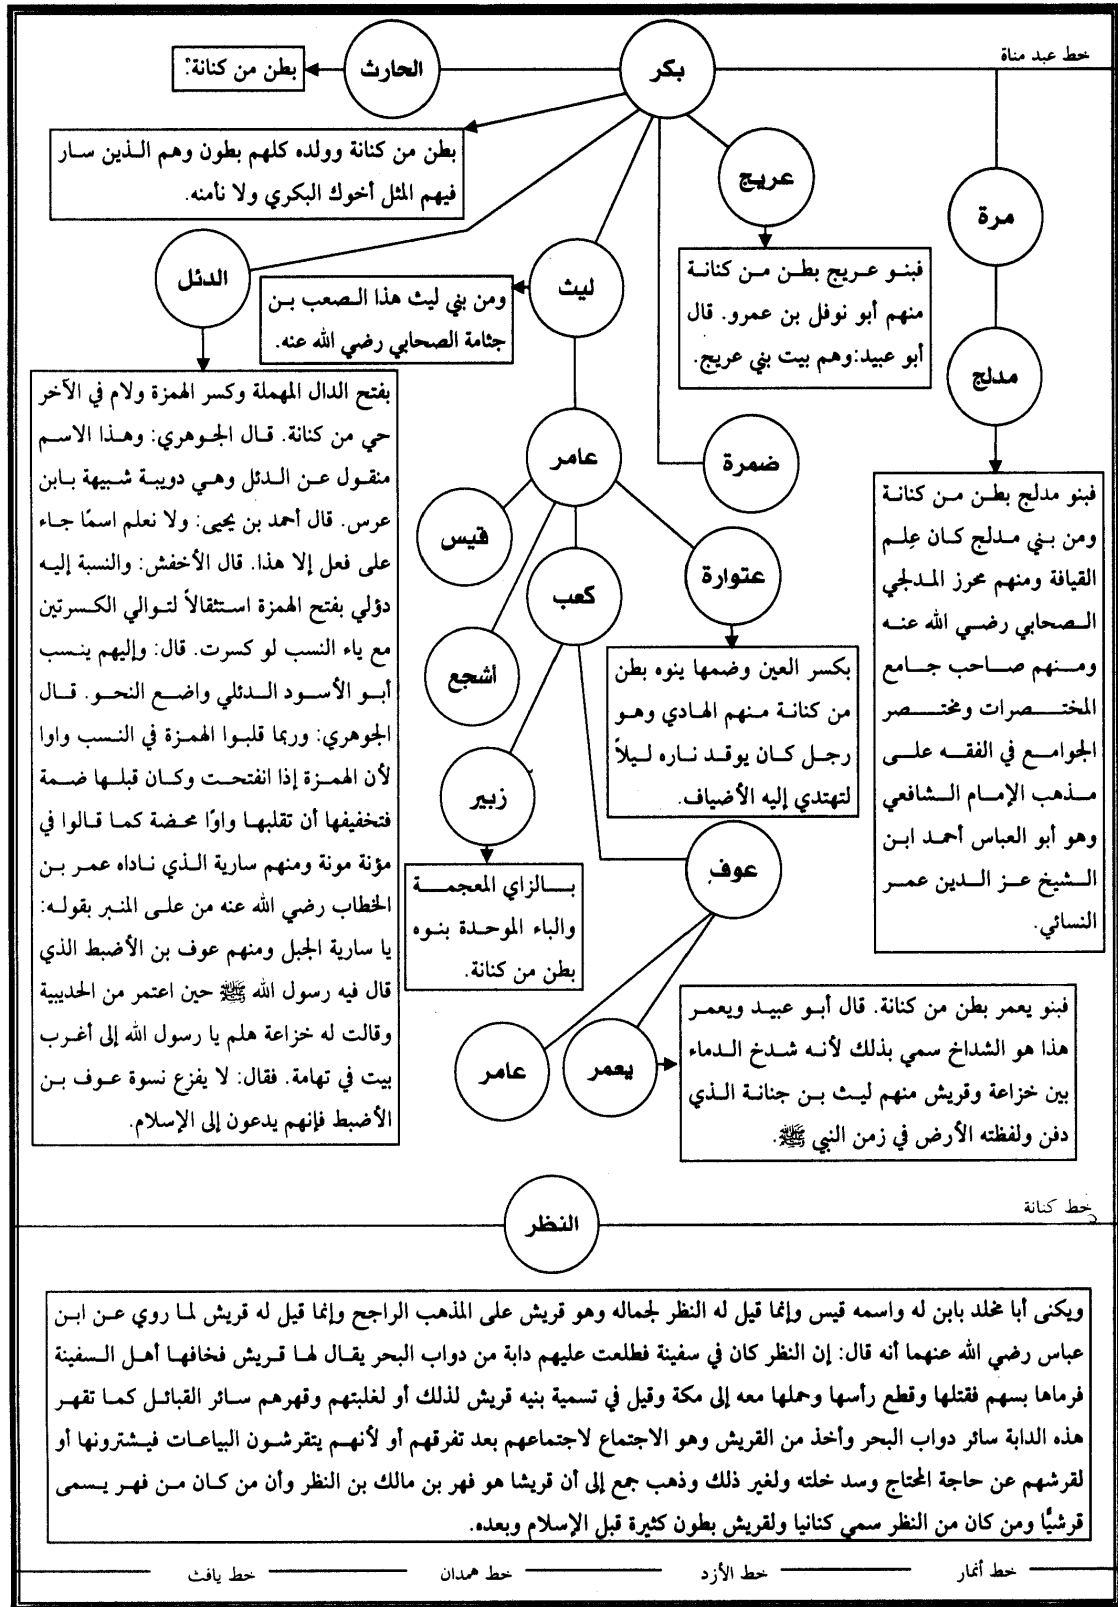 خط عبد مناة
بكر
الحارث
بطن من كنانة.
بطن من كنانة وولده كلهم بطون وهم الذين سار
فيهم المثل أخوك البكري ولا نأمنه.
عريج
مرة
فبنو عريج بطن من كنانة
منهم أبو نوفل بن عمرو. قال
أبو عبيد:وهم بيت بني عريج.
ليث
الدئل
ومن بني ليث هذا الصعب بن
جثامة الصحابي رضي الله عنه.
مدلج
فبنو مدلج بطن من كنانة
ومن بني مدلج كان عِلم
القيافة ومنهم محرز المدلجي
الصحابي رضي الله عنه
ومنهم صاحب جامع
المختصرات ومختصر
الجوامع في الفقه على
مذهب الإمام الشافعي
وهو أبو العباس أحمد ابن
الشيخ عز الدين عمر
النسائي.
بفتح الدال المهملة وكسر الهمزة ولام في الآخر
حي من كنانة. قال الجوهري: وهذا الاسم
منقول عن الدئل وهي دويبة شبيهة بابن
عرس. قال أحمد بن يحيى: ولا نعلم اسمًا جاء
على فعل إلا هذا. قال الأخفش: والنسبة إليه
دؤلي بفتح الهمزة استثقالاً لتوالي الكسرتين
مع ياء النسب لو كسرت. قال: وإليهم ينسب
أبو الأسود الدئلي واضع النحو. قال
الجوهري: وربما قلبوا الهمزة في النسب واوا
لأن الهمزة إذا انفتحت وكان قبلها ضمة
فتخفيفها أن تقلبها واوًا محضة كما قالوا في
مؤنة مونة ومنهم سارية الذي ناداه عمر بن
الخطاب رضي الله عنه من على المنبر بقوله:
يا سارية الجبل ومنهم عوف بن الأضبط الذي
قال فيه رسول الله ﷺ حين اعتمر من الحديبية
وقالت له خزاعة هلم يا رسول الله إلى أغرب
بيت في تهامة. فقال: لا يفزع نسوة عوف بن
الأضبط فإنهم يدعون إلى الإسلام.
عامر
ضمرة
قيس
عتوارة
كعب
أشجع
بكسر العين وضمها ينوه بطن
من كنانة منهم الهادي وهو
رجل كان يوقد ناره ليلاً
لتهتدي إليه الأضياف.
زبير
بالزاي المعجمة
والباء الموحدة بنوه
بطن من كنانة.
عوف
يعمر
عامر
فبنو يعمر بطن من كنانة. قال أبو عبيد ويعمر
هذا هو الشداخ سمي بذلك لأنه شدخ الدماء
بين خزاعة وقريش منهم ليث بن جنانة الذي
دفن ولفظته الأرض في زمن النبي ﷺ.
خط كنانة
النظر
ويكنى أبا مخلد بابن له واسمه قيس وإنما قيل له النظر لجماله وهو قريش على المذهب الراجح وإنما قيل له قريش لما روي عن ابن
عباس رضي الله عنهما أنه قال: إن النظر كان في سفينة فطلعت عليهم دابة من دواب البحر يقال لها قريش فخافها أهل السفينة
فرماها بسهم فقتلها وقطع رأسها وحملها معه إلى مكة وقيل في تسمية بنيه قريش لذلك أو لغلبتهم وقهرهم سائر القبائل كما تقهر
هذه الدابة سائر دواب البحر وأخذ من القريش وهو الاجتماع لاجتماعهم بعد تفرقهم أو لأنهم يتقرشون البياعات فيشترونها أو
لقرشهم عن حاجة المحتاج وسد خلته ولغير ذلك وذهب جمع إلى أن قريشا هو فهر بن مالك بن النظر وأن من كان من فهر يسمى
قرشيًّا ومن كان من النظر سمي كنانيا ولقريش بطون كثيرة قبل الإسلام وبعده.
خط أنمار
خط الأزد
خط همدان
خط يافث